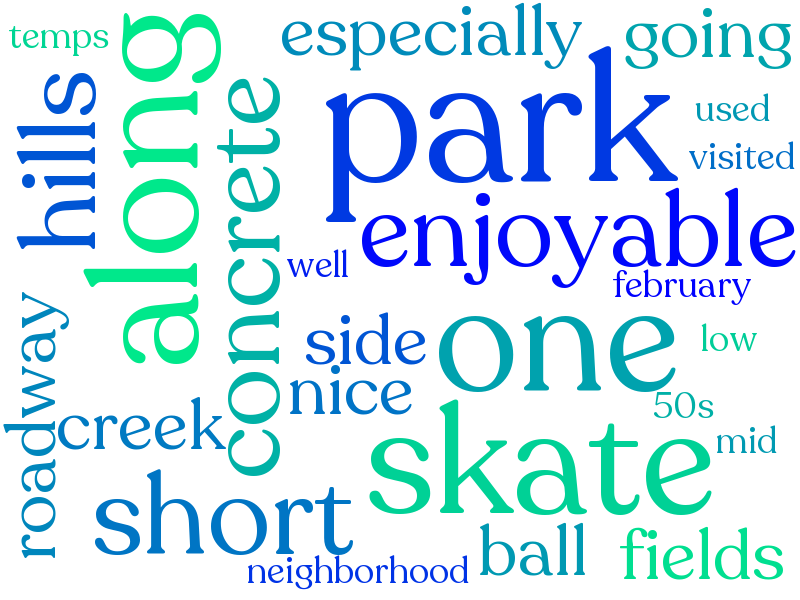 temps
along
especially
going
hills
concrete
park
used
visited
enjoyable
well
february
roadway
side
one
low
nice
creek
50s
mid
skate
short
ball
fields
neighborhood